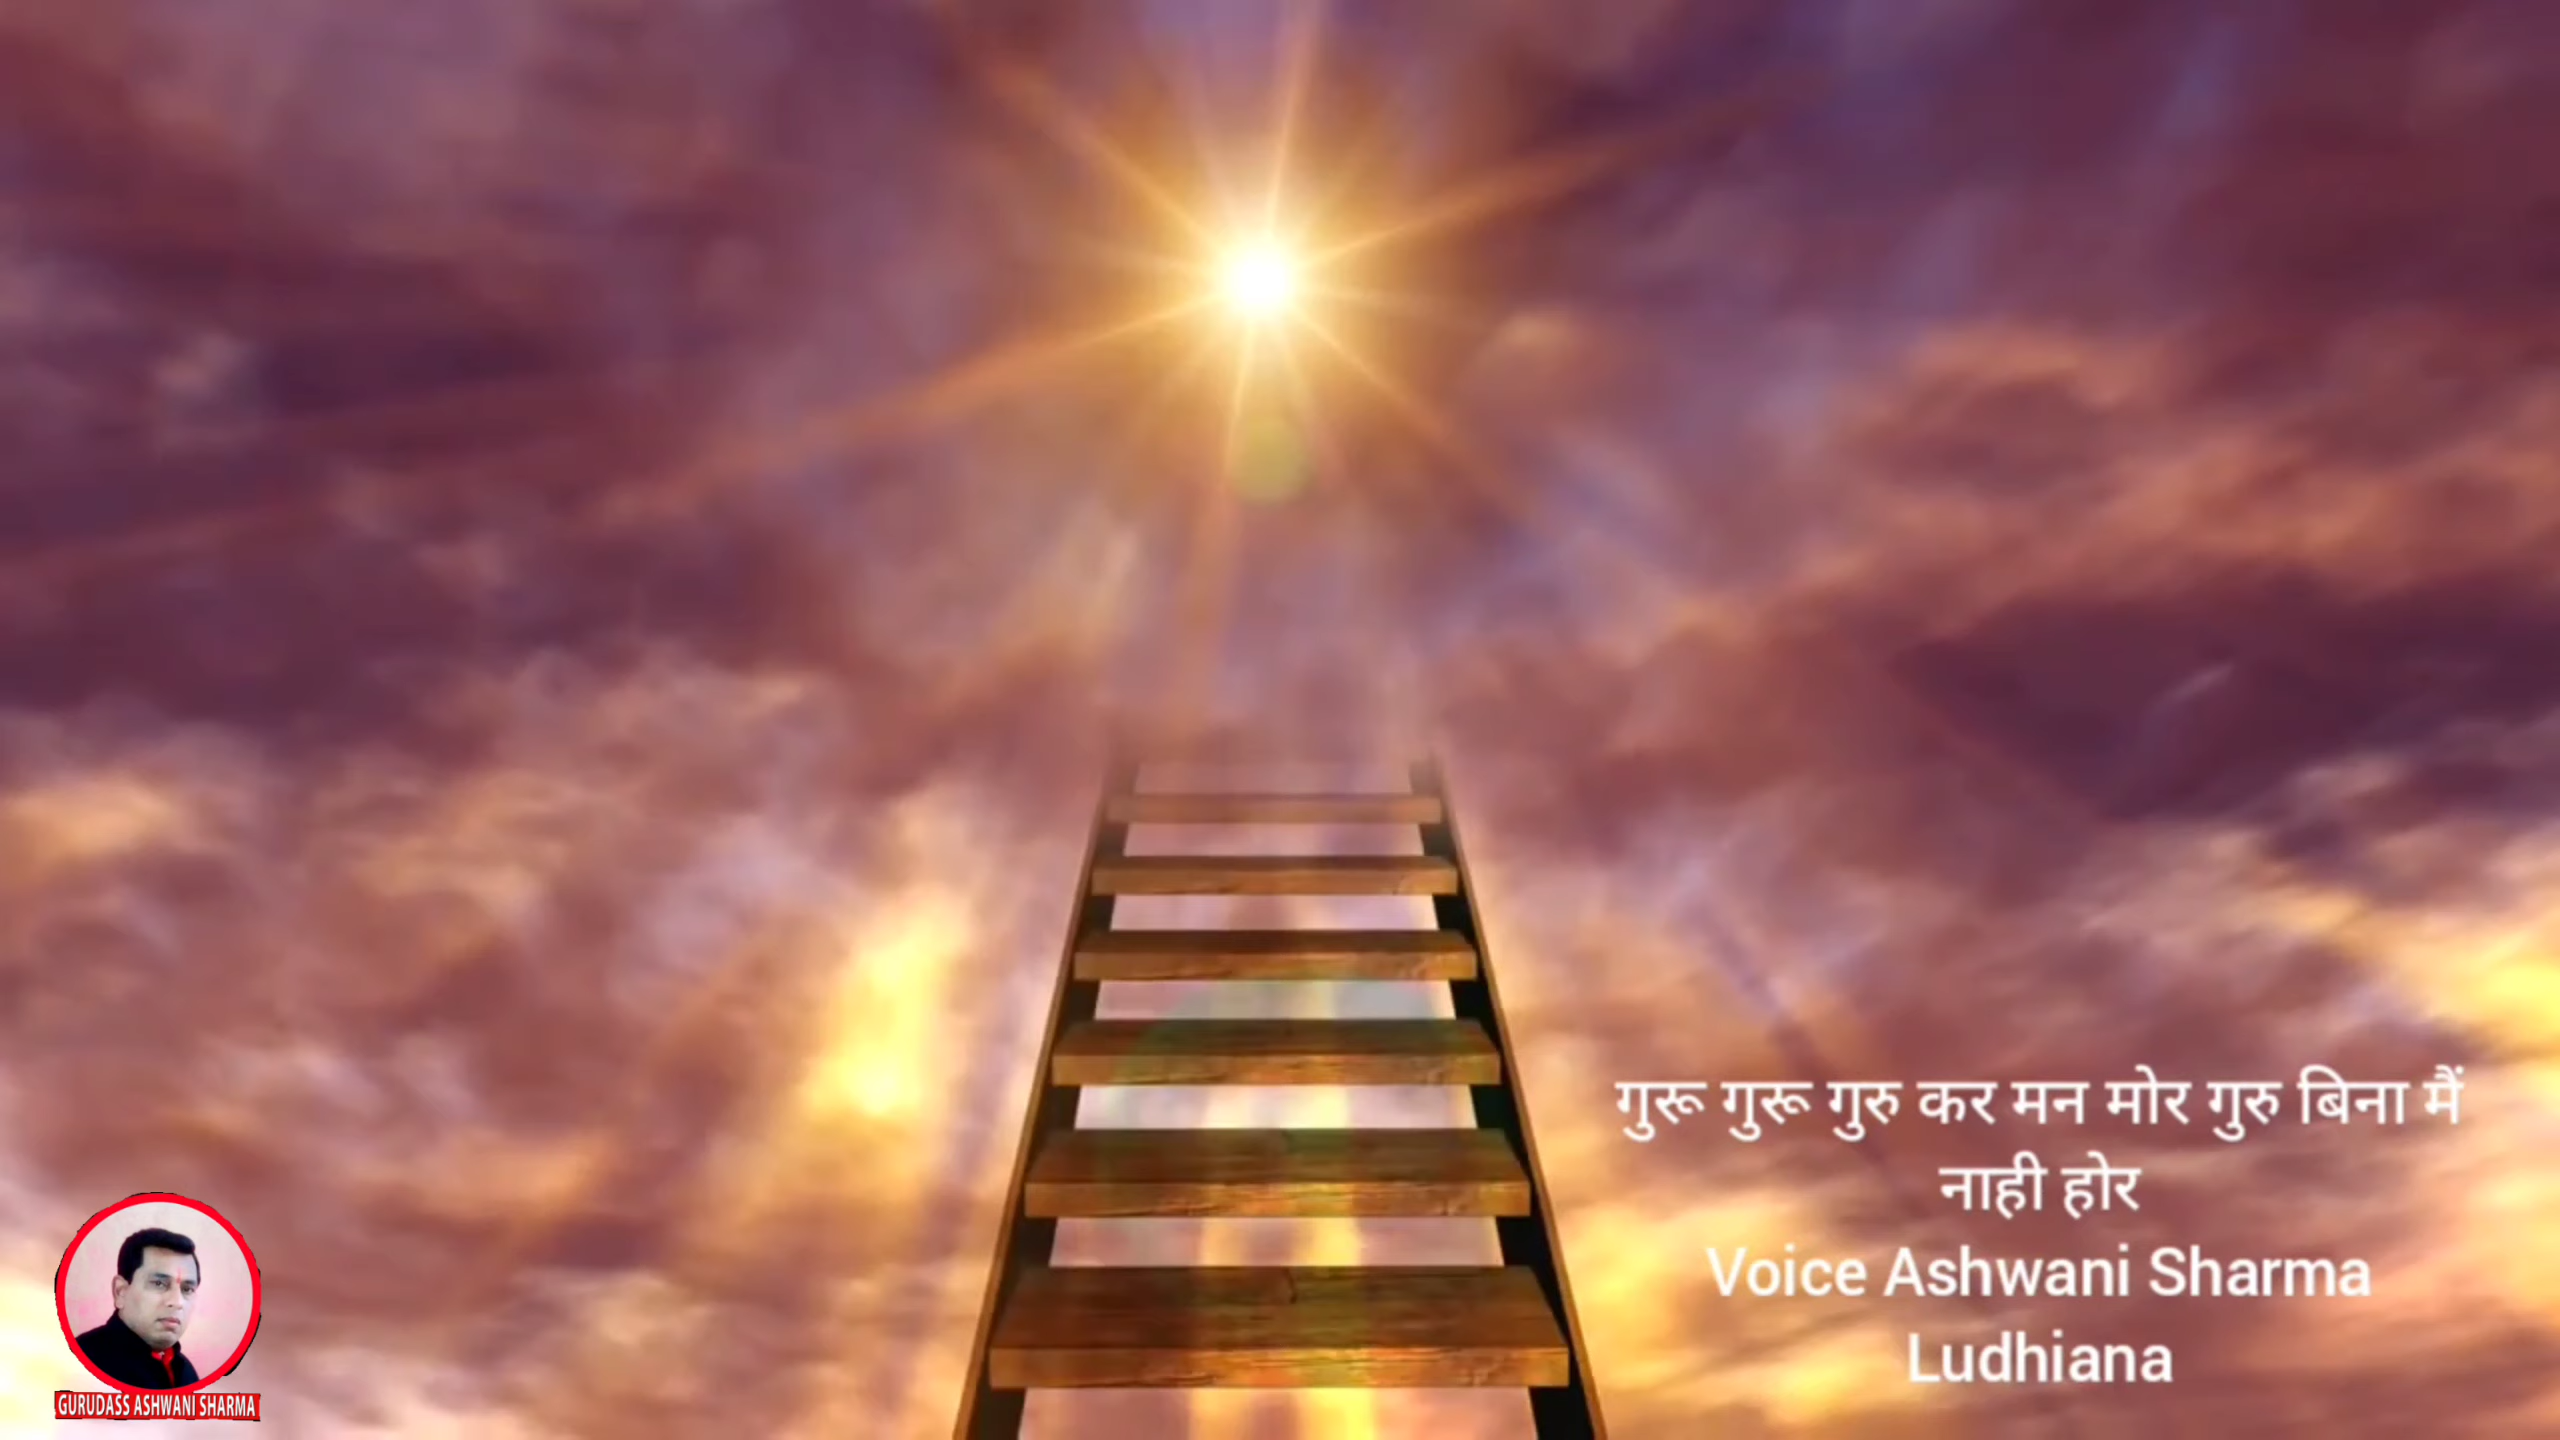 गुरू गुरू गुरु कर मन मोर गुरु बिना मैं
नाही होर
Voice Ashwani Sharma
Ludhiana
GURUDASS ASHWANI SHARMA